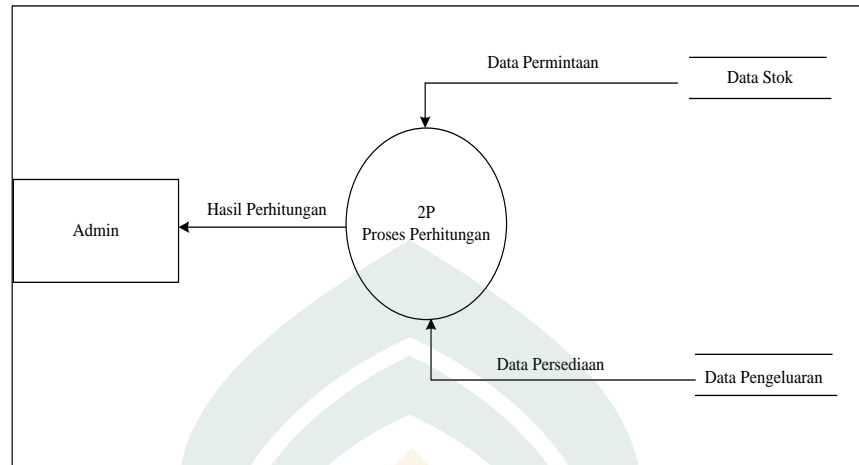 Data Permintaan
Data Stok
Hasil Perhitungan
Admin
2P
Proses Perhitungan
Data Persediaan
Data Pengeluaran